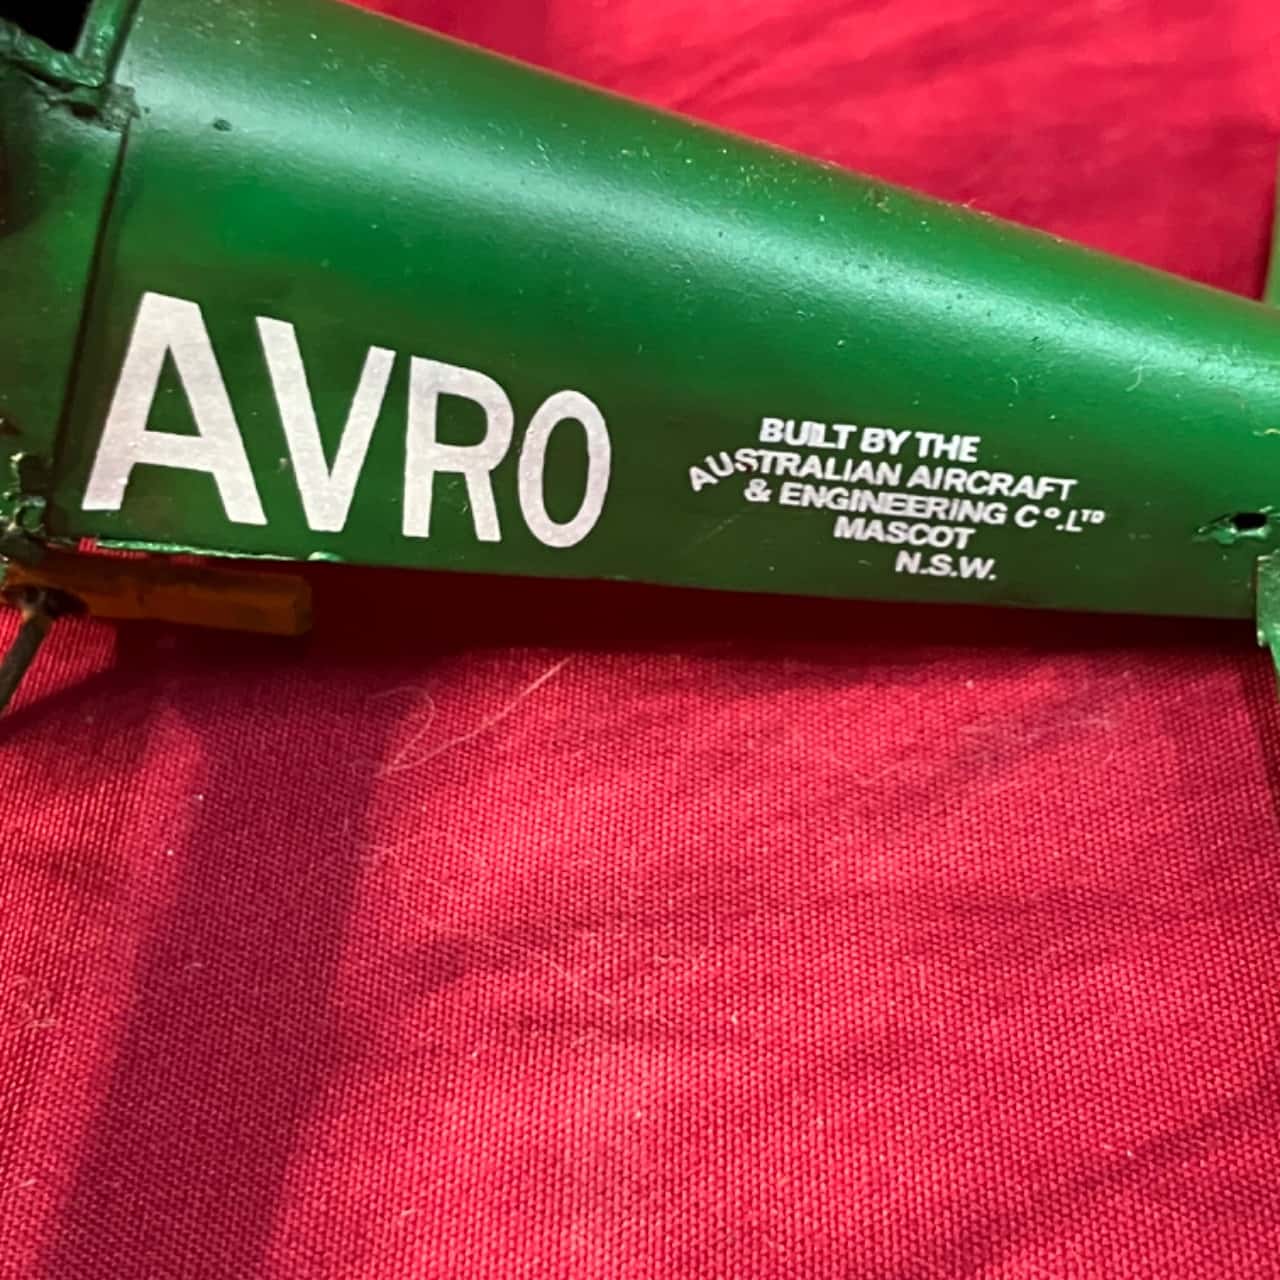 AVRO
BUILT BY THE
AUSTRALIAN AIRCRAFT
& ENGINEERING Cº.Lᵀᴰ
MASCOT
N.S.W.